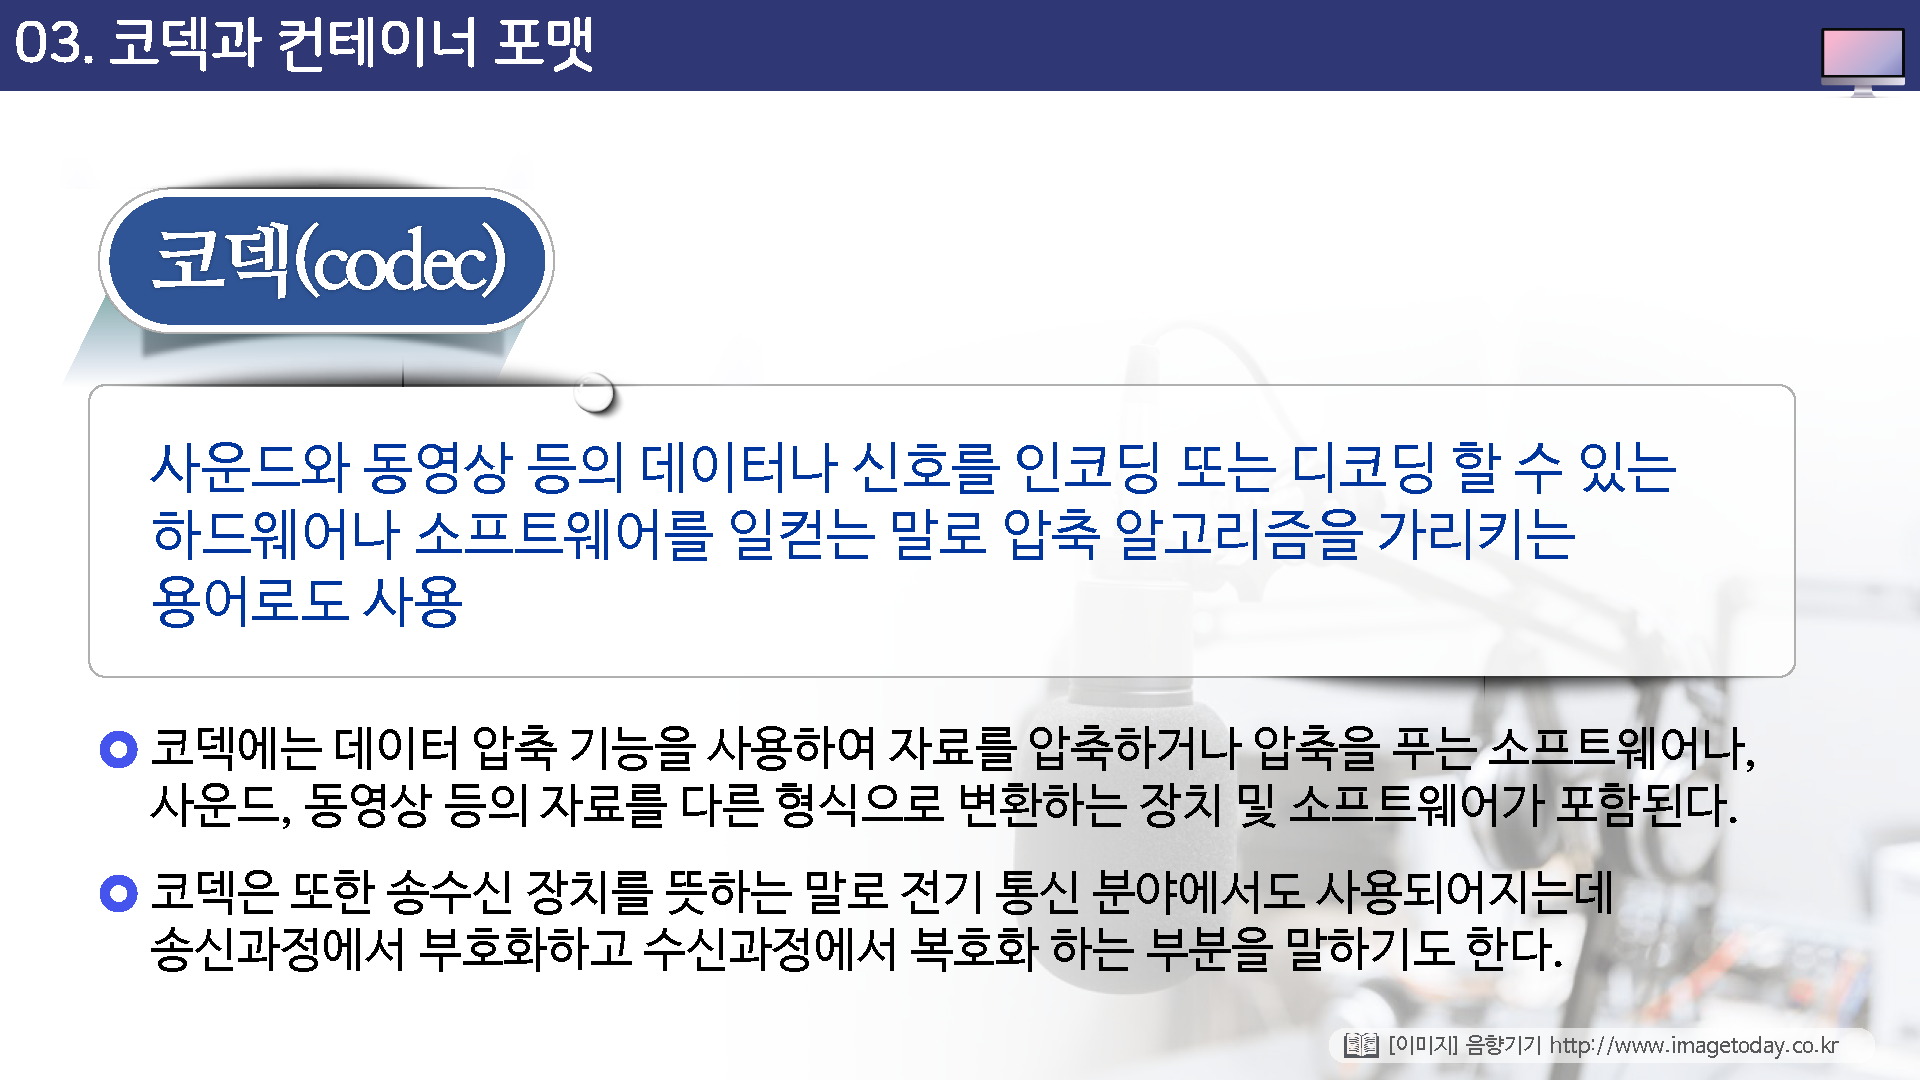 03. 코덱과 컨테이너 포맷
코덱(codec)
사운드와 동영상 등의 데이터나 신호를 인코딩 또는 디코딩 할 수 있는
하드웨어나 소프트웨어를 일컫는 말로 압축 알고리즘을 가리키는
용어로도 사용
코덱에는 데이터 압축 기능을 사용하여 자료를 압축하거나 압축을 푸는 소프트웨어나,
사운드, 동영상 등의 자료를 다른 형식으로 변환하는 장치 및 소프트웨어가 포함된다.
코덱은 또한 송수신 장치를 뜻하는 말로 전기 통신 분야에서도 사용되어지는데
송신과정에서 부호화하고 수신과정에서 복호화 하는 부분을 말하기도 한다.
[이미지] 음향기기 http://www.imagetoday.co.kr